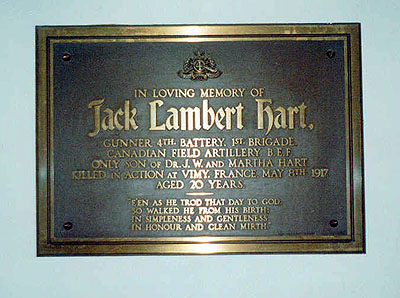 IN LOVING MEMORY OF
Jack Lambert Hart,
GUNNER 4TH. BATTERY, 1ST. BRIGADE,
CANADIAN FIELD ARTILLERY B.E.F.
ONLY SON OF DR. J. W. AND MARTHA HART
KILLED IN ACTION AT VIMY, FRANCE MAY 8TH 1917
AGED 20 YEARS.
"E'EN AS HE TROD THAT DAY TO GOD,
SO WALKED HE FROM HIS BIRTH;
IN SIMPLENESS AND GENTLENESS,
IN HONOUR AND CLEAN MIRTH."